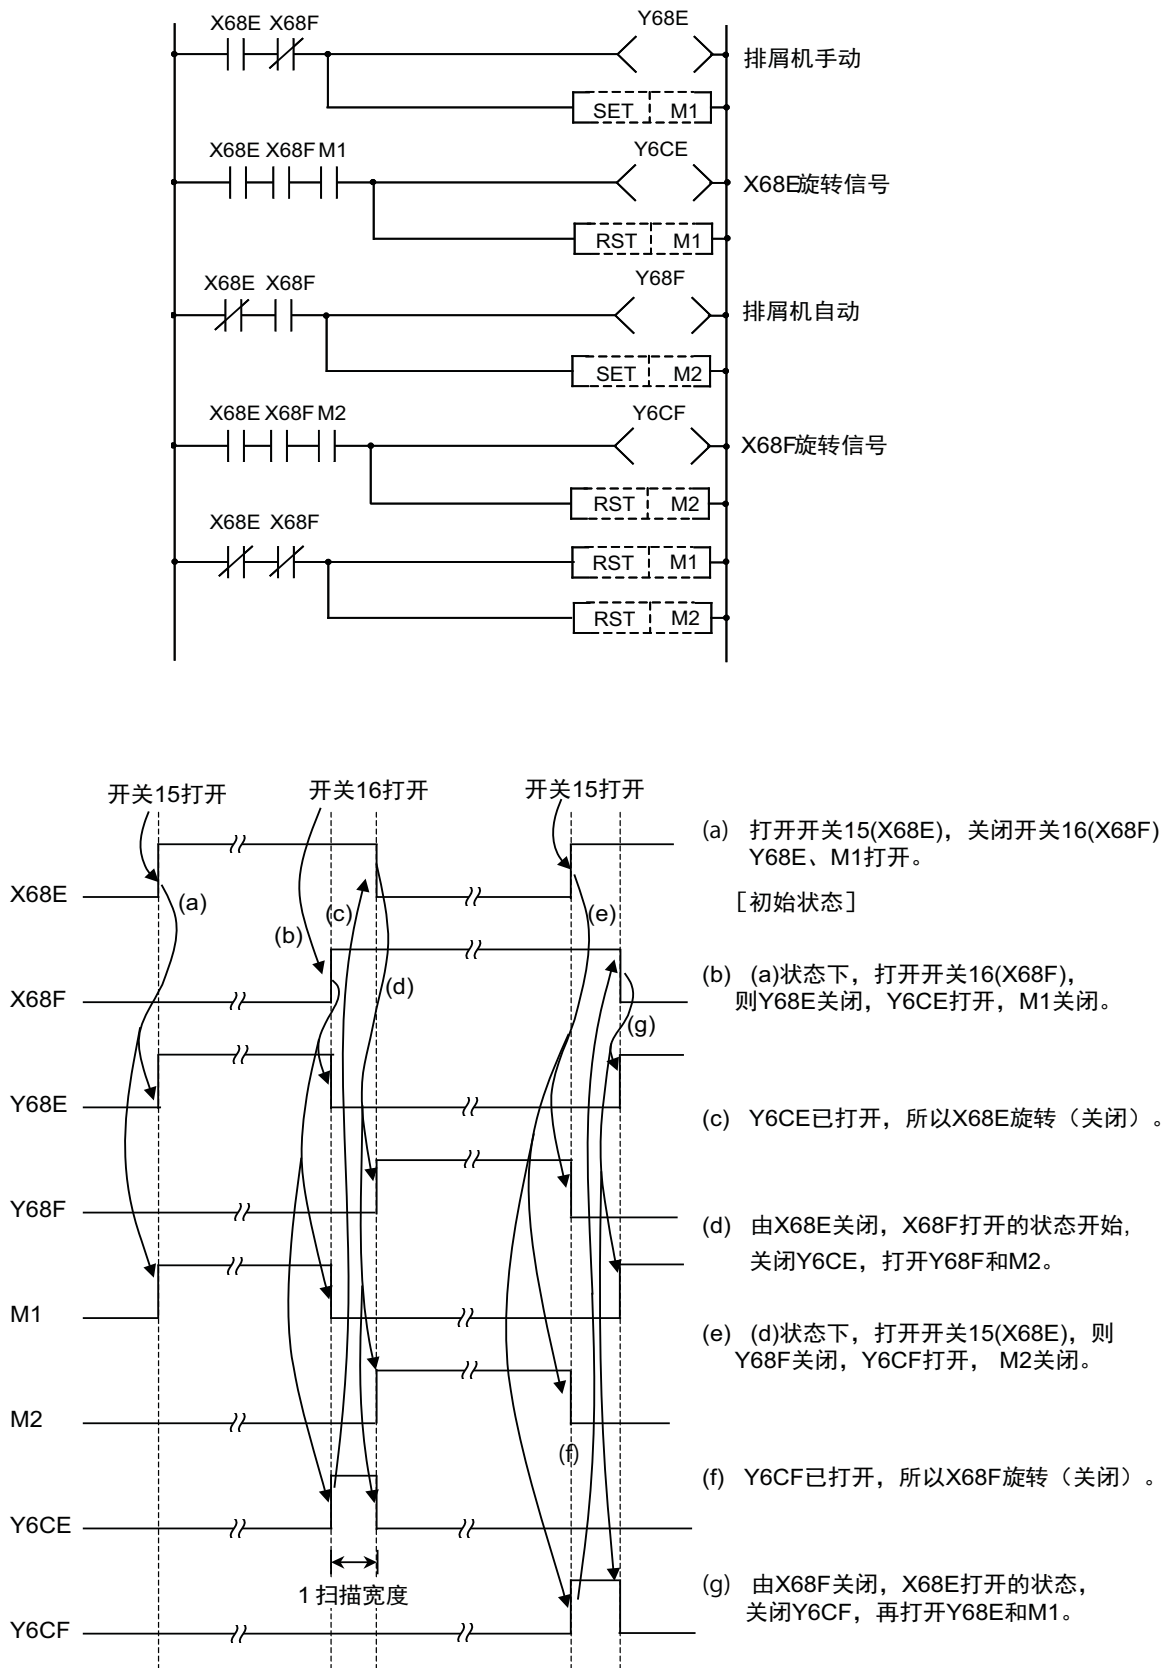 X68E X68F
Y68E
排屑机手动
SET M1
X68E X68F M1
Y6CE
X68E旋转信号
RST M1
X68E X68F
Y68F
排屑机自动
SET M2
X68E X68F M2
Y6CF
X68F旋转信号
RST M2
X68E X68F
RST M1
RST M2
开关15打开
开关16打开
开关15打开
X68E
X68F
Y68E
Y68F
M1
M2
Y6CE
Y6CF
(a)
(b)
(c)
(d)
(e)
(f)
(g)
1 扫描宽度
(a) 打开开关15(X68E)，关闭开关16(X68F)
Y68E、M1打开。
［初始状态］
(b) (a)状态下，打开开关16(X68F)，
则Y68E关闭，Y6CE打开，M1关闭。
(c) Y6CE已打开，所以X68E旋转（关闭）。
(d) 由X68E关闭，X68F打开的状态开始,
关闭Y6CE，打开Y68F和M2。
(e) (d)状态下，打开开关15(X68E)，则
Y68F关闭，Y6CF打开， M2关闭。
(f) Y6CF已打开，所以X68F旋转（关闭）。
(g) 由X68F关闭，X68E打开的状态，
关闭Y6CF，再打开Y68E和M1。